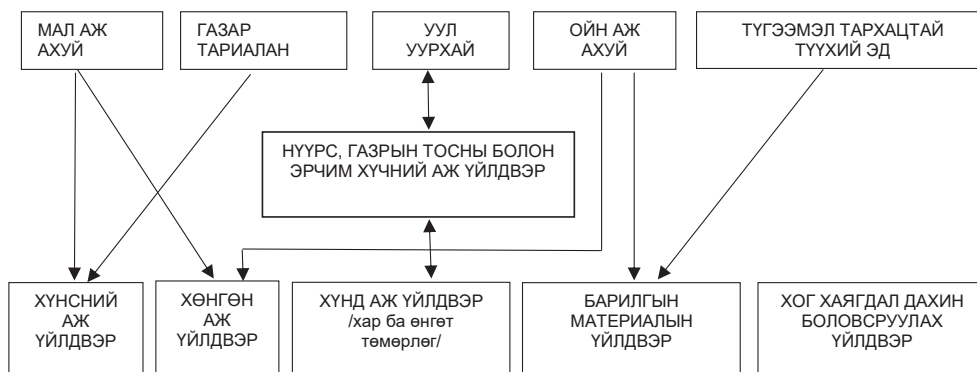 МАЛ АЖ
АХУЙ
ГАЗАР
ТАРИАЛАН
УУЛ
УУРХАЙ
ОЙН АЖ
АХУЙ
ТҮГЭЭМЭЛ ТАРХАЦТАЙ
ТҮҮХИЙ ЭД
НҮҮРС, ГАЗРЫН ТОСНЫ БОЛОН
ЭРЧИМ ХҮЧНИЙ АЖ ҮЙЛДВЭР
ХҮНСНИЙ
АЖ
ҮЙЛДВЭР
ХӨНГӨН
АЖ
ҮЙЛДВЭР
ХҮНД АЖ ҮЙЛДВЭР
/хар ба өнгөт
төмөрлөг/
БАРИЛГЫН
МАТЕРИАЛЫН
ҮЙЛДВЭР
ХОГ ХАЯГДАЛ ДАХИН
БОЛОВСРУУЛАХ
ҮЙЛДВЭР